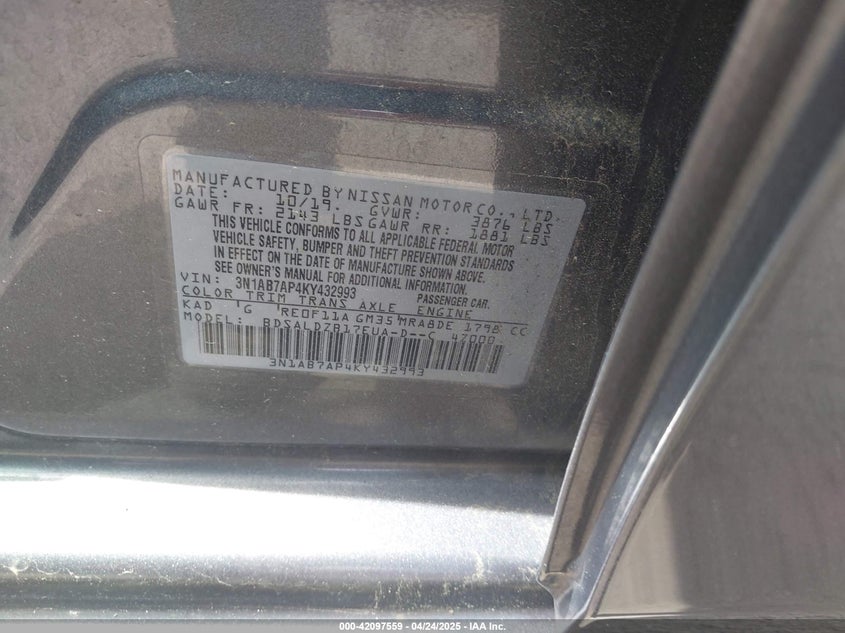 MANUFACTURED BY NISSAN MOTOR CO., LTD.
DATE: 10/19. GVWR: 3876 LBS
GAWR FR: 2143 LBS GAWR RR: 1881 LBS
THIS VEHICLE CONFORMS TO ALL APPLICABLE FEDERAL MOTOR
VEHICLE SAFETY, BUMPER AND THEFT PREVENTION STANDARDS
IN EFFECT ON THE DATE OF MANUFACTURE SHOWN ABOVE.
SEE OWNER'S MANUAL FOR ADDITIONAL INFORMATION.
VIN: 3N1AB7AP4KY432993 PASSENGER CAR.
COLOR TRIM TRANS AXLE ENGINE
KAD G RE0F11A GM35 MRA8DE 1798 CC
MODEL: BDSALDZB17EUA-D--C 47000
3N1AB7AP4KY432993
000-42097559 — 04/24/2025 — IAA Inc.